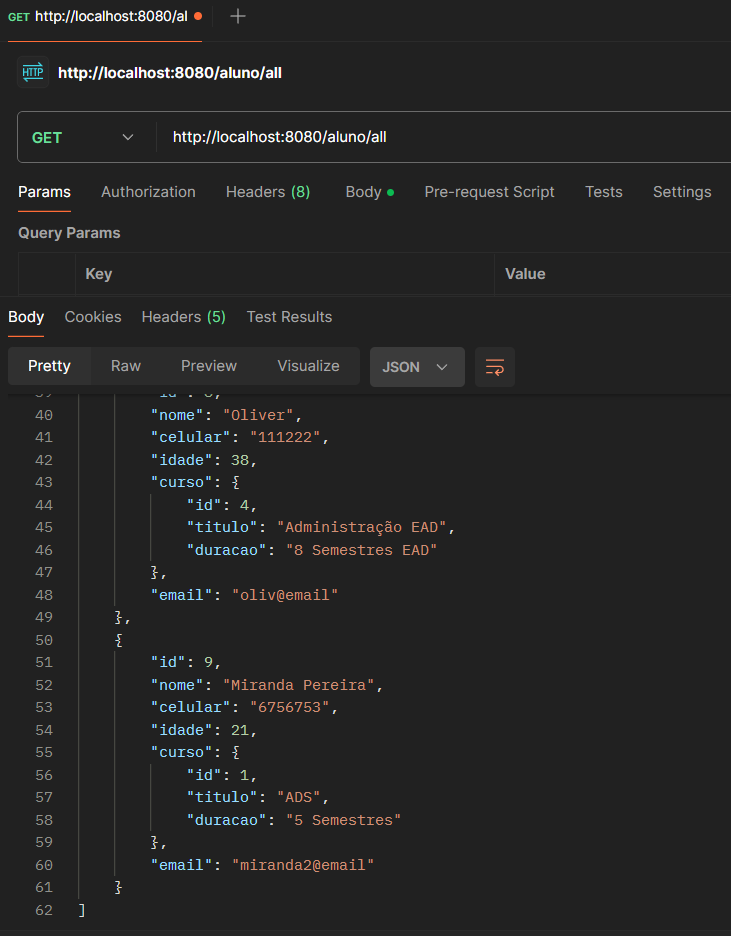 GET http://localhost:8080/al
HTTP http://localhost:8080/aluno/all
GET http://localhost:8080/aluno/all
Params Authorization Headers (8) Body Pre-request Script Tests Settings
Query Params
Key Value
Body Cookies Headers (5) Test Results
Pretty Raw Preview Visualize JSON
40 "nome": "Oliver",
41 "celular": "111222",
42 "idade": 38,
43 "curso": {
44 "id": 4,
45 "titulo": "Administração EAD",
46 "duracao": "8 Semestres EAD"
47 },
48 "email": "oliv@email"
49 },
50 {
51 "id": 9,
52 "nome": "Miranda Pereira",
53 "celular": "6756753",
54 "idade": 21,
55 "curso": {
56 "id": 1,
57 "titulo": "ADS",
58 "duracao": "5 Semestres"
59 },
60 "email": "miranda2@email"
61 }
62 ]